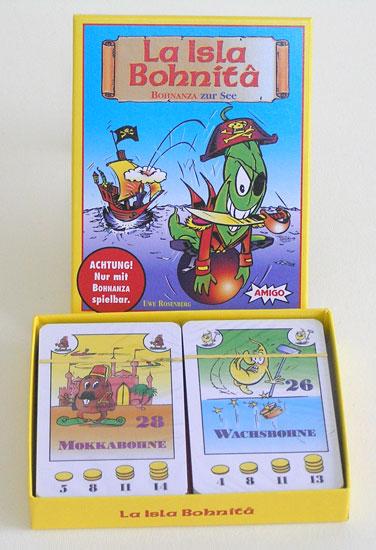 La Isla
Bohnitâ
BOHNANZA zur See
ACHTUNG!
Nur mit
BOHNANZA
spielbar.
UWE ROSENBERG
AMIGO
28
MOKKABOHNE
5 8 11 14
26
WACHSBOHNE
4 8 11 13
La Isla Bohnitâ